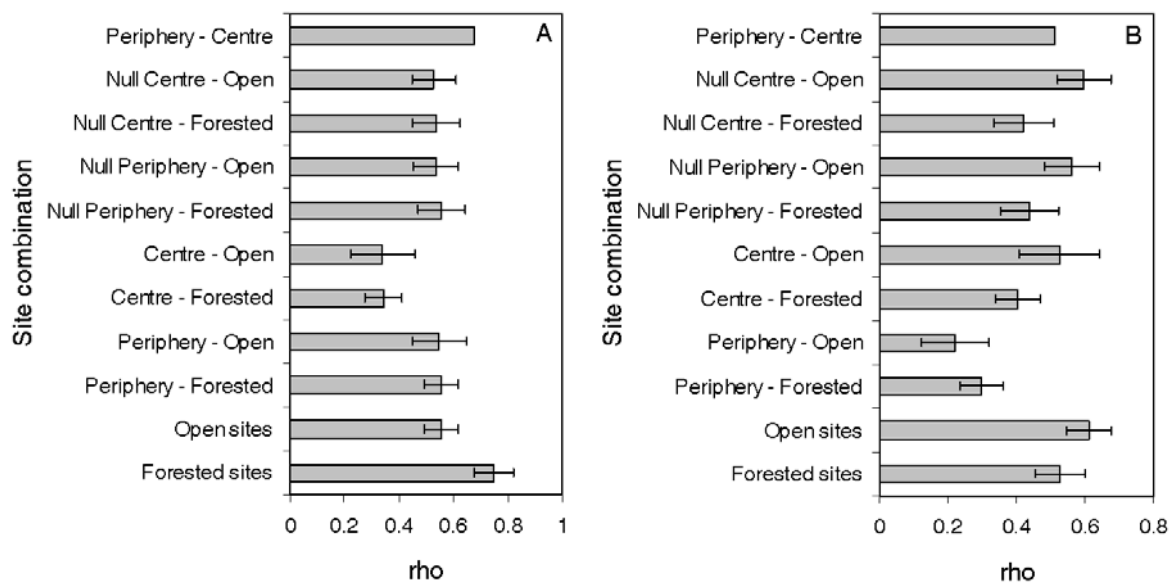 A
Site combination
Periphery - Centre
Null Centre - Open
Null Centre - Forested
Null Periphery - Open
Null Periphery - Forested
Centre - Open
Centre - Forested
Periphery - Open
Periphery - Forested
Open sites
Forested sites
0 0.2 0.4 0.6 0.8 1
rho
B
Site combination
Periphery - Centre
Null Centre - Open
Null Centre - Forested
Null Periphery - Open
Null Periphery - Forested
Centre - Open
Centre - Forested
Periphery - Open
Periphery - Forested
Open sites
Forested sites
0 0.2 0.4 0.6 0.8
rho